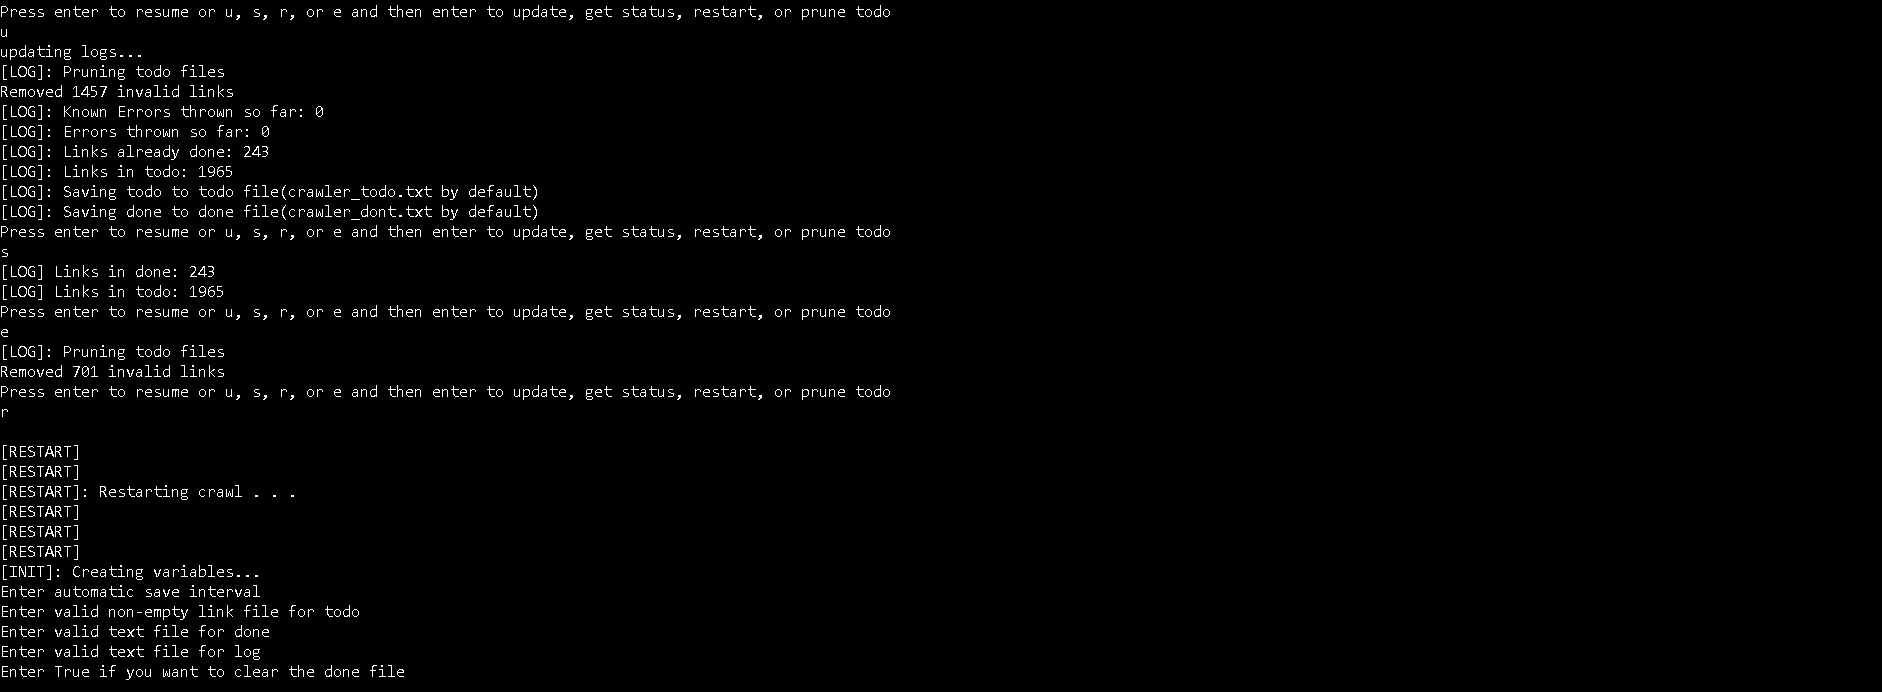 Press enter to resume or u, s, r, or e and then enter to update, get status, restart, or prune todo
u
updating logs...
[LOG]: Pruning todo files
Removed 1457 invalid links
[LOG]: Known Errors thrown so far: 0
[LOG]: Errors thrown so far: 0
[LOG]: Links already done: 243
[LOG]: Links in todo: 1965
[LOG]: Saving todo to todo file(crawler_todo.txt by default)
[LOG]: Saving done to done file(crawler_dont.txt by default)
Press enter to resume or u, s, r, or e and then enter to update, get status, restart, or prune todo
s
[LOG] Links in done: 243
[LOG] Links in todo: 1965
Press enter to resume or u, s, r, or e and then enter to update, get status, restart, or prune todo
e
[LOG]: Pruning todo files
Removed 701 invalid links
Press enter to resume or u, s, r, or e and then enter to update, get status, restart, or prune todo
r
[RESTART]
[RESTART]
[RESTART]: Restarting crawl . . .
[RESTART]
[RESTART]
[RESTART]
[INIT]: Creating variables...
Enter automatic save interval
Enter valid non-empty link file for todo
Enter valid text file for done
Enter valid text file for log
Enter True if you want to clear the done file